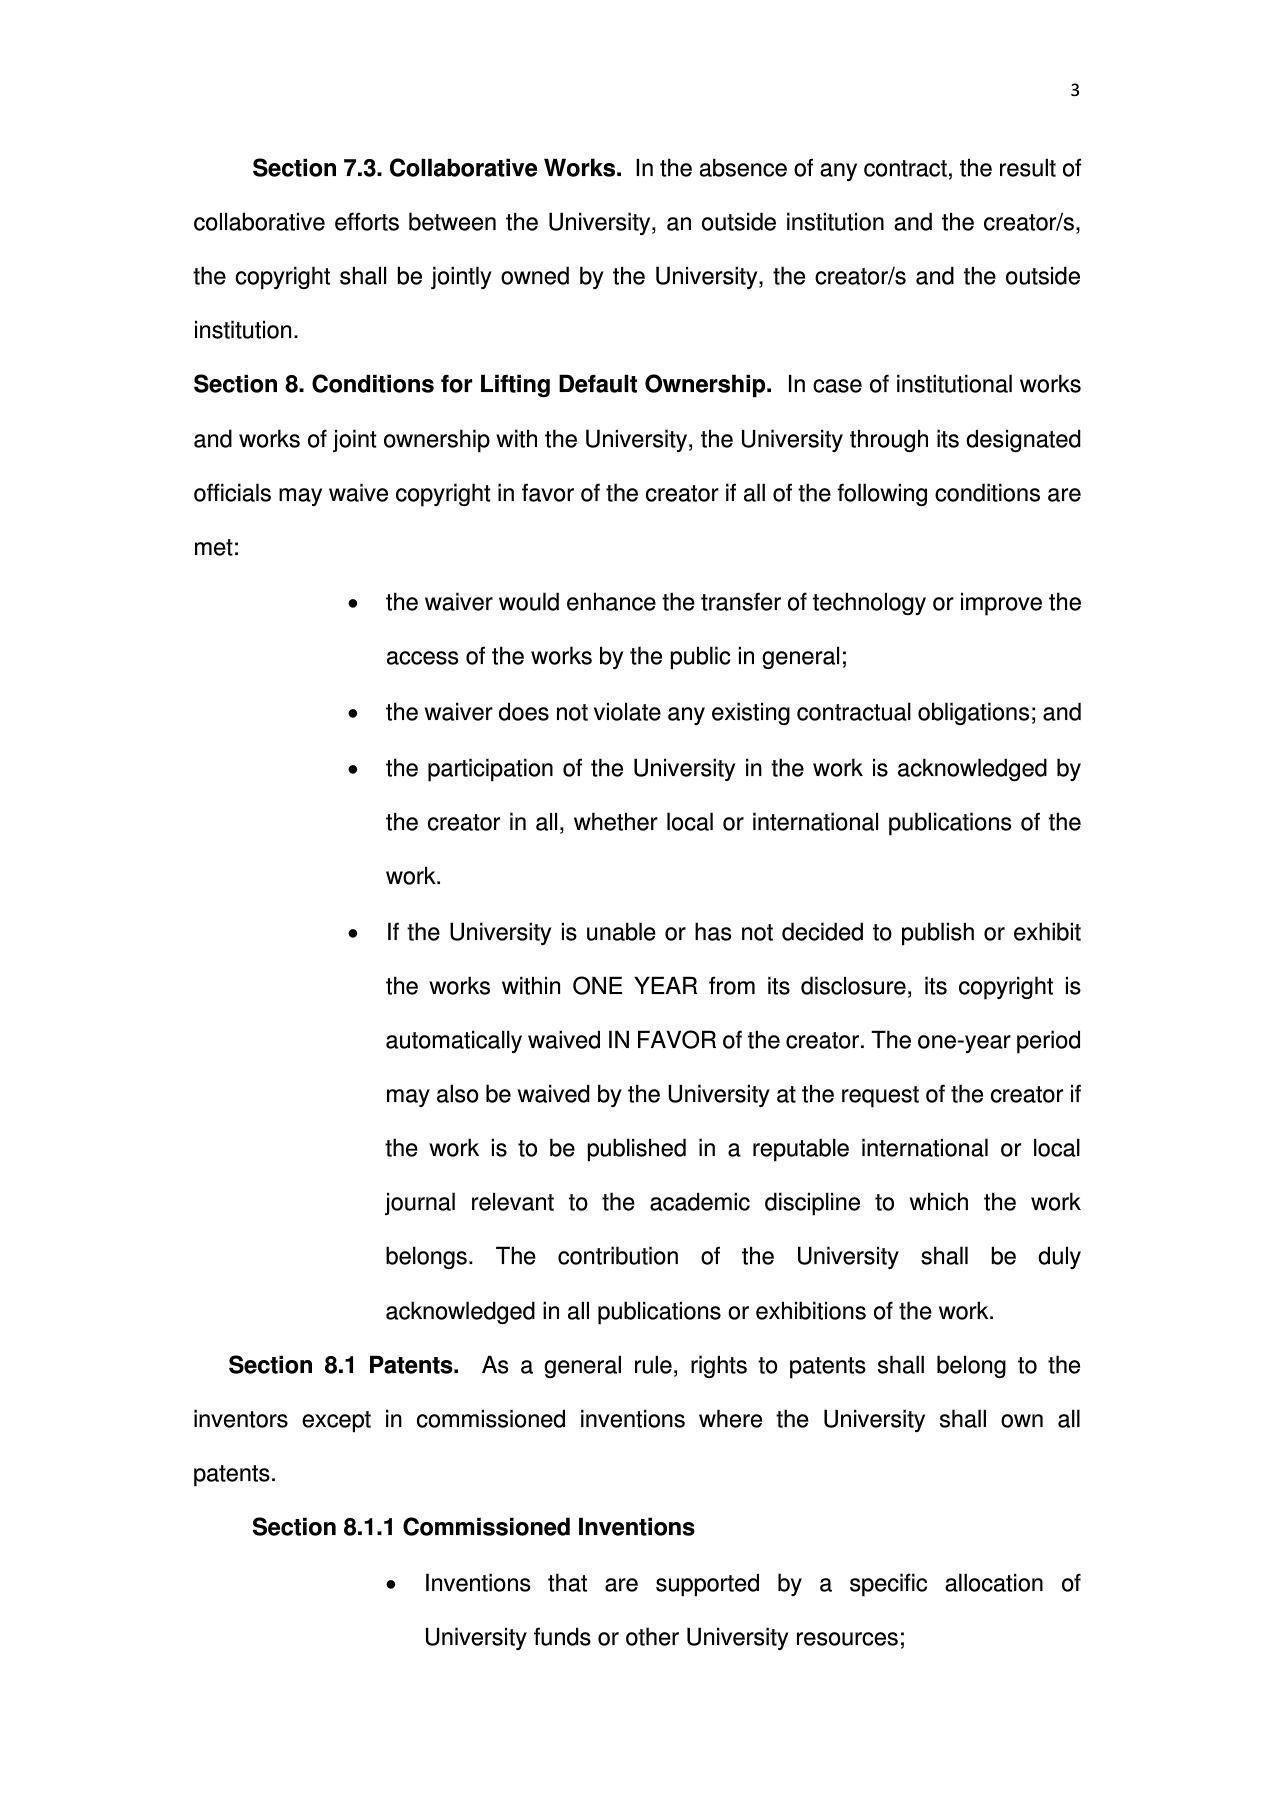 3
Section 7.3. Collaborative Works. In the absence of any contract, the result of
collaborative efforts between the University, an outside institution and the creator/s,
the copyright shall be jointly owned by the University, the creator/s and the outside
institution.
Section 8. Conditions for Lifting Default Ownership. In case of institutional works
and works of joint ownership with the University, the University through its designated
officials may waive copyright in favor of the creator if all of the following conditions are
met:
• the waiver would enhance the transfer of technology or improve the
access of the works by the public in general;
• the waiver does not violate any existing contractual obligations; and
• the participation of the University in the work is acknowledged by
the creator in all, whether local or international publications of the
work.
• If the University is unable or has not decided to publish or exhibit
the works within ONE YEAR from its disclosure, its copyright is
automatically waived IN FAVOR of the creator. The one-year period
may also be waived by the University at the request of the creator if
the work is to be published in a reputable international or local
journal relevant to the academic discipline to which the work
belongs. The contribution of the University shall be duly
acknowledged in all publications or exhibitions of the work.
Section 8.1 Patents. As a general rule, rights to patents shall belong to the
inventors except in commissioned inventions where the University shall own all
patents.
Section 8.1.1 Commissioned Inventions
• Inventions that are supported by a specific allocation of
University funds or other University resources;